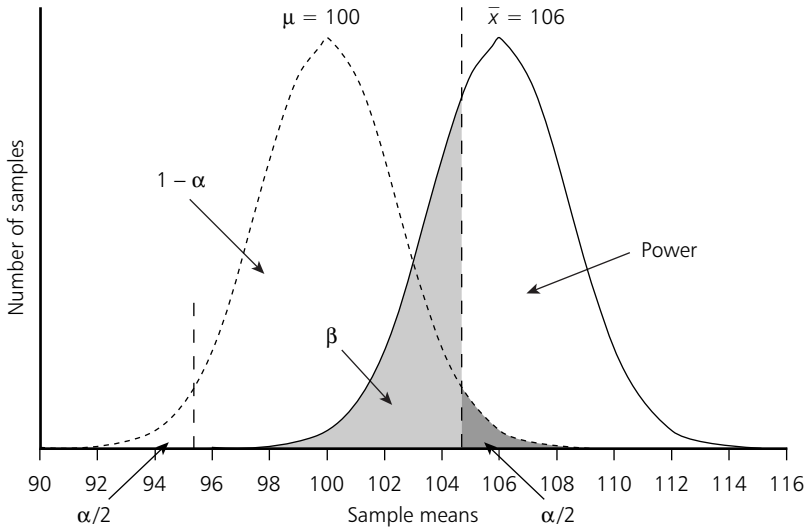 μ = 100
x̅ = 106
Number of samples
1 − α
Power
β
90 92 94 96 98 100 102 104 106 108 110 112 114 116
α/2
Sample means
α/2